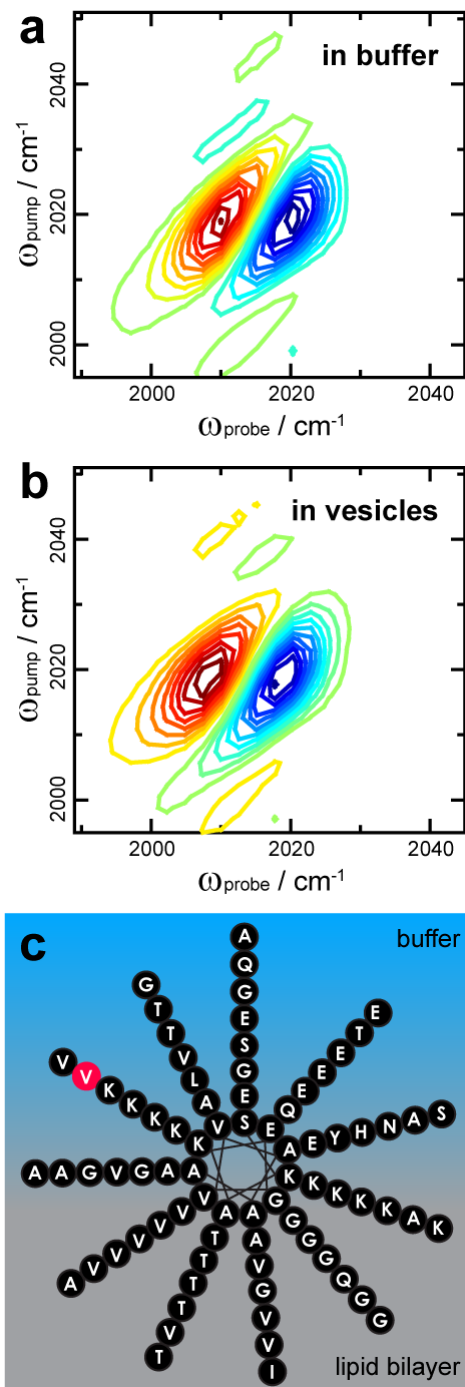 a
in buffer
2040
2020
2000
ωpump / cm-1
2000 2020 2040
ωprobe / cm-1
b
in vesicles
2040
2020
2000
ωpump / cm-1
2000 2020 2040
ωprobe / cm-1
c
buffer
A Q G E S G E S
G T T V L A V
V V K K K K K
A A G V G A A
A V V V V V V
T V T T T T A
A A V G V V I
G G G G Q G G
K K K K K A K
A E Y H N A S
E Q E E E T E
lipid bilayer